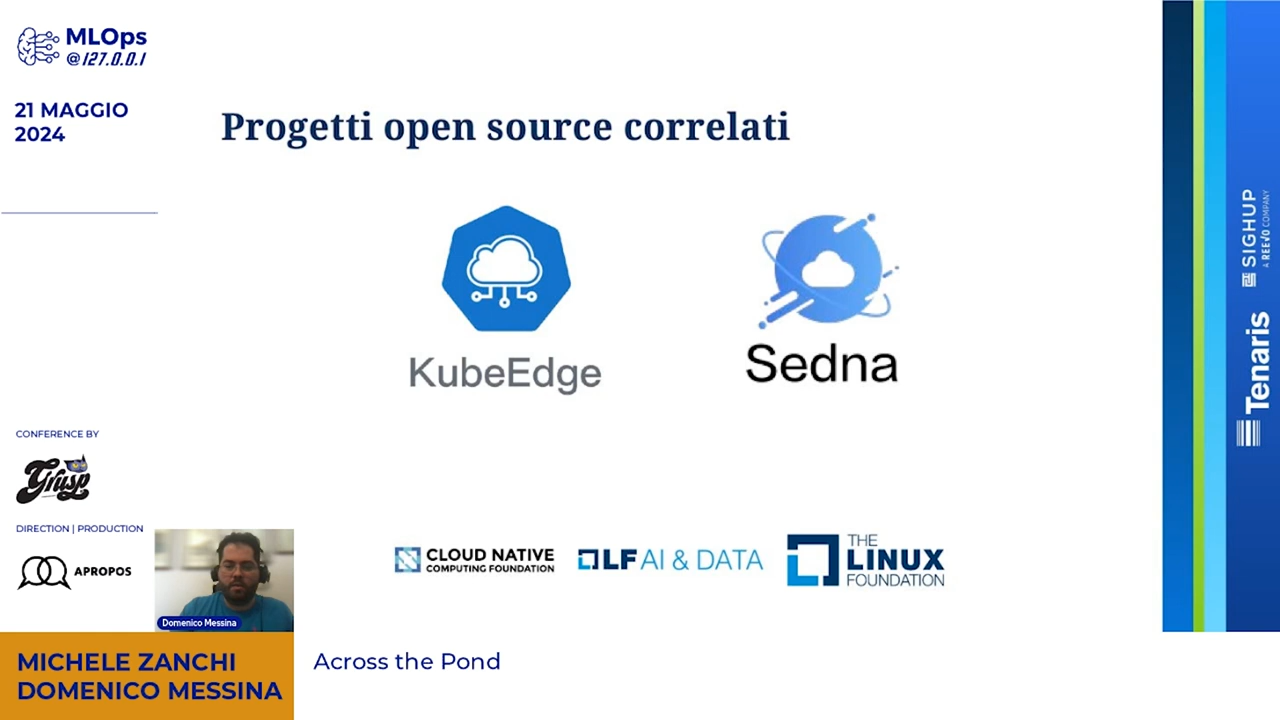 MLOps
@127.0.0.1
21 MAGGIO
2024
Progetti open source correlati
KubeEdge
Sedna
SIGHUP
A REEVO COMPANY
Tenaris
CONFERENCE BY
Grusp
DIRECTION | PRODUCTION
APROPOS
CLOUD NATIVE
COMPUTING FOUNDATION
LF AI & DATA
THE
LINUX
FOUNDATION
Domenico Messina
MICHELE ZANCHI
DOMENICO MESSINA
Across the Pond